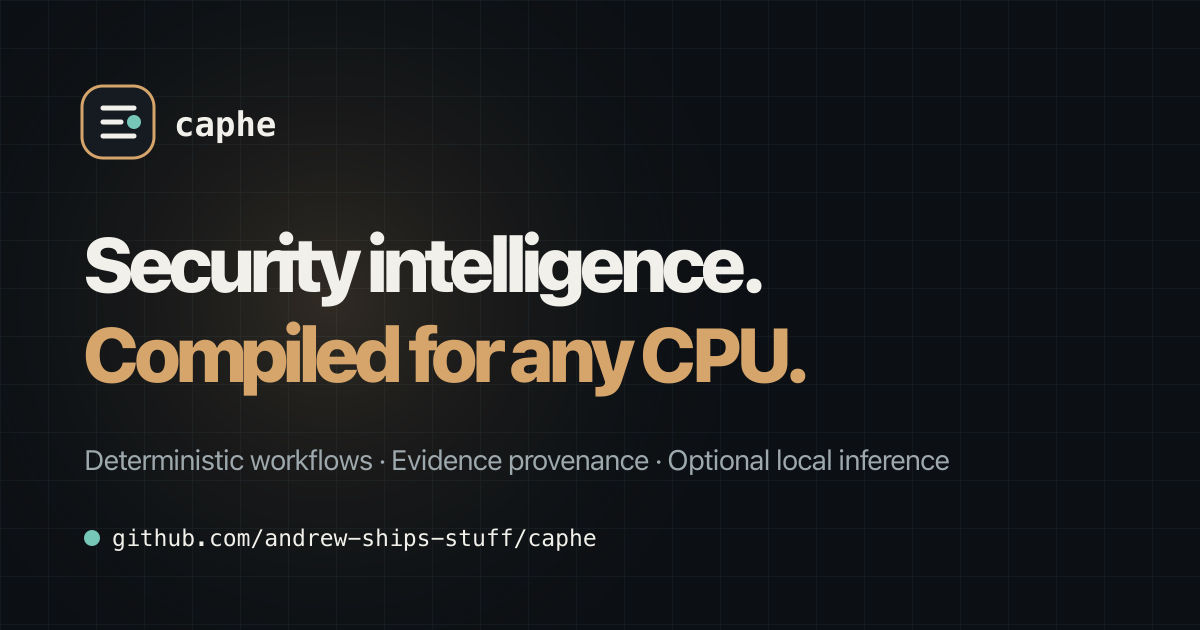 caphe
Security intelligence.
Compiled for any CPU.
Deterministic workflows · Evidence provenance · Optional local inference
github.com/andrew-ships-stuff/caphe